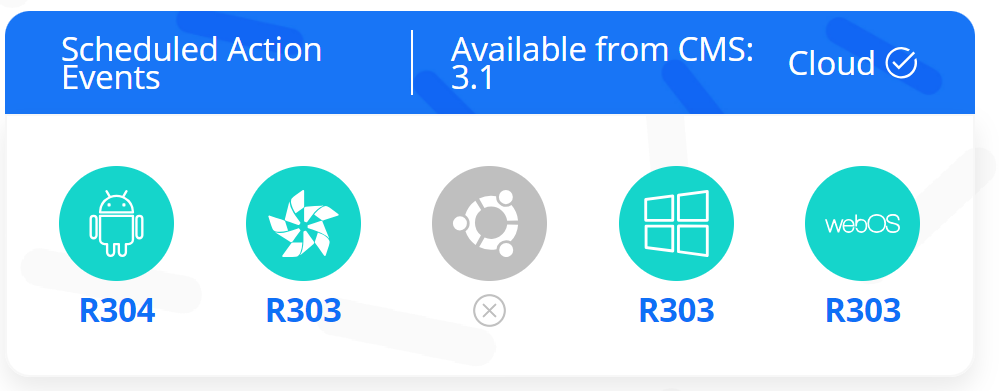 Scheduled Action
Events
Available from CMS:
3.1
Cloud
webOS
R304
R303
R303
R303